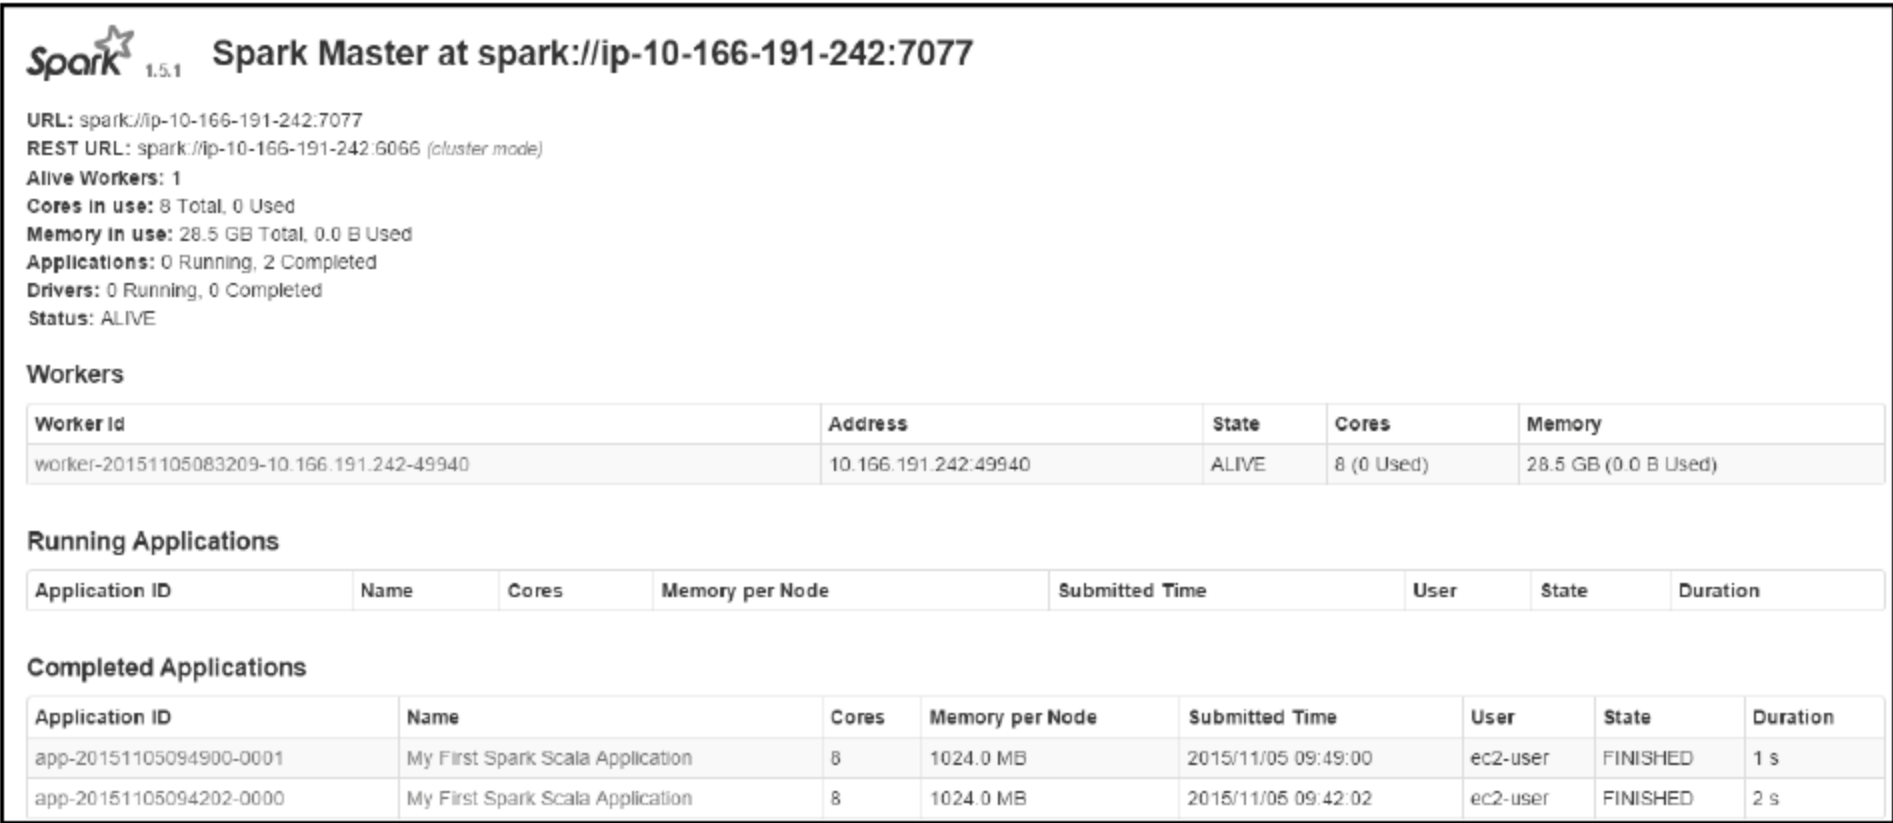 Spark 1.5.1 Spark Master at spark://ip-10-166-191-242:7077
URL: spark://ip-10-166-191-242:7077
REST URL: spark://ip-10-166-191-242:6066 (cluster mode)
Alive Workers: 1
Cores in use: 8 Total, 0 Used
Memory in use: 28.5 GB Total, 0.0 B Used
Applications: 0 Running, 2 Completed
Drivers: 0 Running, 0 Completed
Status: ALIVE
Workers
Worker Id Address State Cores Memory
worker-20151105083209-10.166.191.242-49940 10.166.191.242:49940 ALIVE 8 (0 Used) 28.5 GB (0.0 B Used)
Running Applications
Application ID Name Cores Memory per Node Submitted Time User State Duration
Completed Applications
Application ID Name Cores Memory per Node Submitted Time User State Duration
app-20151105094900-0001 My First Spark Scala Application 8 1024.0 MB 2015/11/05 09:49:00 ec2-user FINISHED 1 s
app-20151105094202-0000 My First Spark Scala Application 8 1024.0 MB 2015/11/05 09:42:02 ec2-user FINISHED 2 s